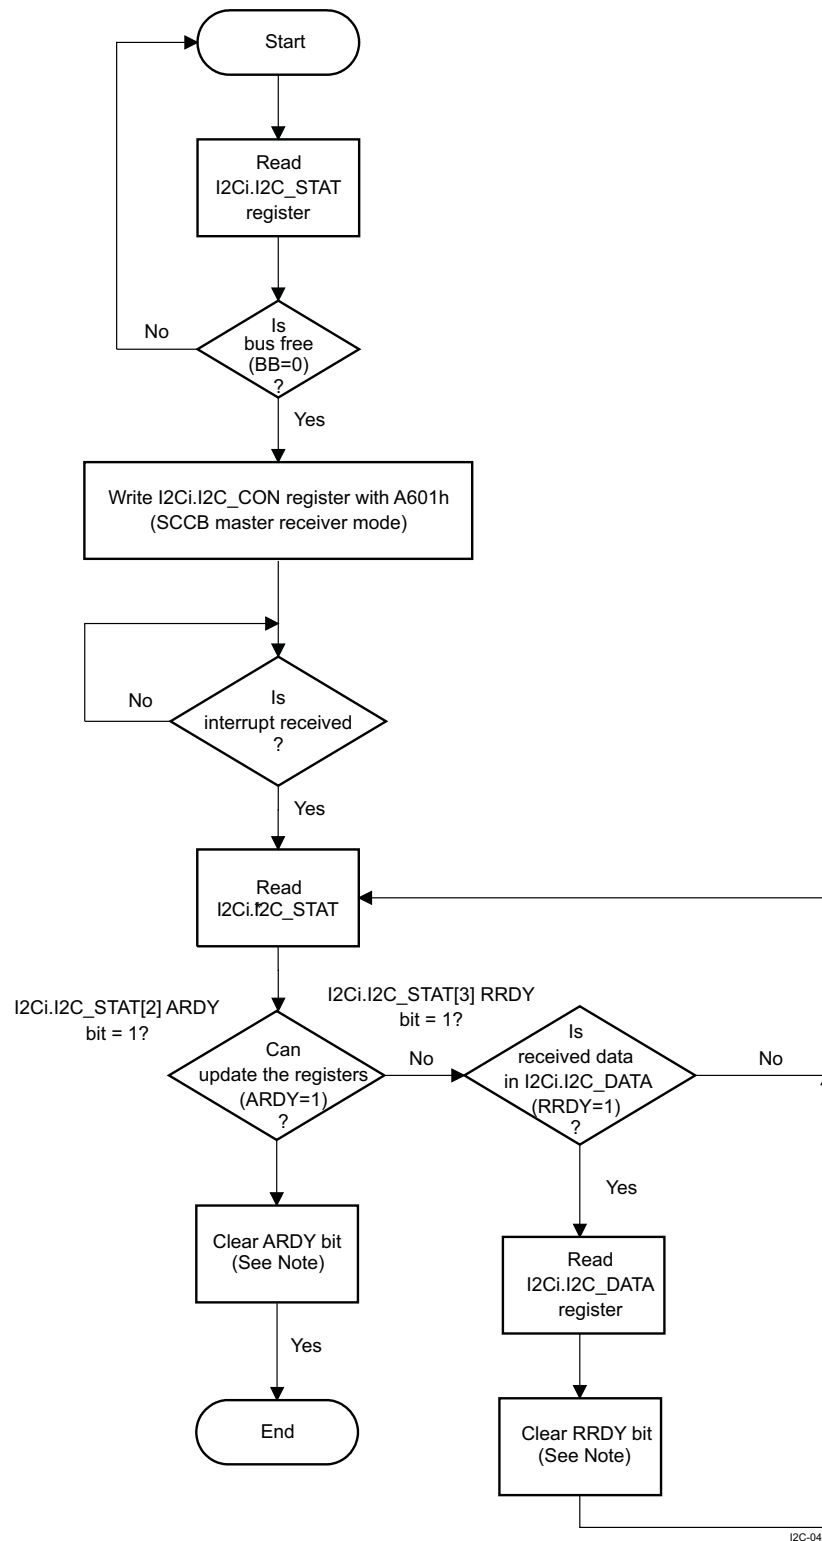 Start
Read
I2Ci.I2C_STAT
register
Is
bus free
(BB=0)
?
No
Yes
Write I2Ci.I2C_CON register with A601h
(SCCB master receiver mode)
Is
interrupt received
?
No
Yes
Read
I2Ci.I2C_STAT
I2Ci.I2C_STAT[2] ARDY
bit = 1?
Can
update the registers
(ARDY=1)
?
No
I2Ci.I2C_STAT[3] RRDY
bit = 1?
Is
received data
in I2Ci.I2C_DATA
(RRDY=1)
?
No
Yes
Clear ARDY bit
(See Note)
Yes
End
Read
I2Ci.I2C_DATA
register
Clear RRDY bit
(See Note)
I2C-04